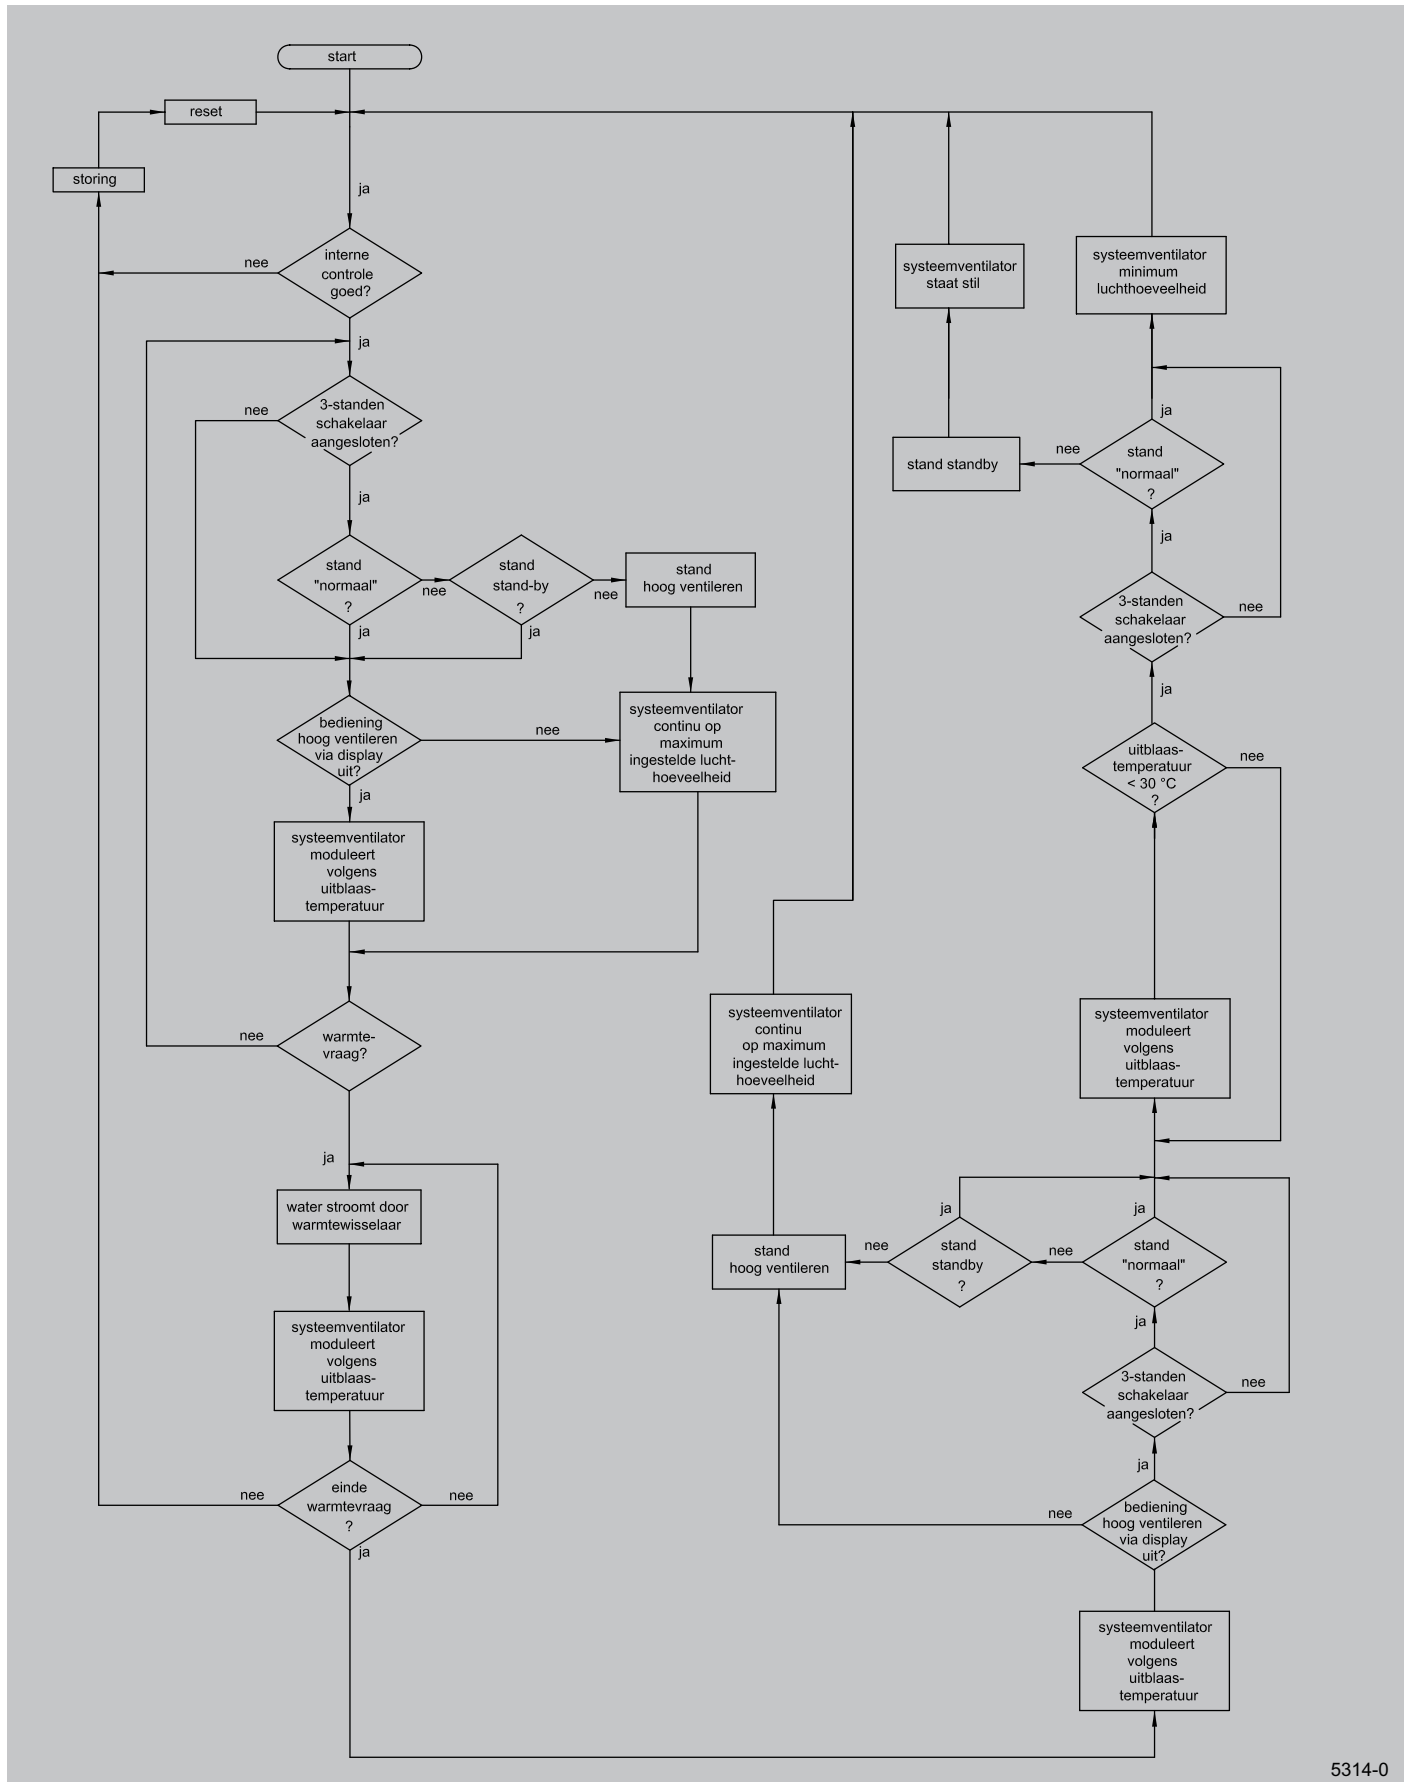 start
reset
storing
ja
interne
controle
goed?
nee
ja
3-standen
schakelaar
aangesloten?
nee
ja
stand
"normaal"
?
nee
ja
stand
stand-by
?
nee
ja
stand
hoog ventileren
bediening
hoog ventileren
via display
uit?
nee
ja
systeemventilator
continu op
maximum
ingestelde lucht-
hoeveelheid
systeemventilator
moduleert
volgens
uitblaas-
temperatuur
warmte-
vraag?
nee
ja
water stroomt door
warmtewisselaar
systeemventilator
moduleert
volgens
uitblaas-
temperatuur
einde
warmtevraag
?
nee
nee
ja
systeemventilator
staat stil
systeemventilator
minimum
luchthoeveelheid
stand standby
nee
ja
stand
"normaal"
?
ja
3-standen
schakelaar
aangesloten?
nee
ja
uitblaas-
temperatuur
< 30 °C
?
nee
systeemventilator
continu
op maximum
ingestelde lucht-
hoeveelheid
systeemventilator
moduleert
volgens
uitblaas-
temperatuur
stand
hoog ventileren
nee
ja
stand
standby
?
nee
ja
stand
"normaal"
?
ja
3-standen
schakelaar
aangesloten?
nee
ja
bediening
hoog ventileren
via display
uit?
nee
systeemventilator
moduleert
volgens
uitblaas-
temperatuur
5314-0